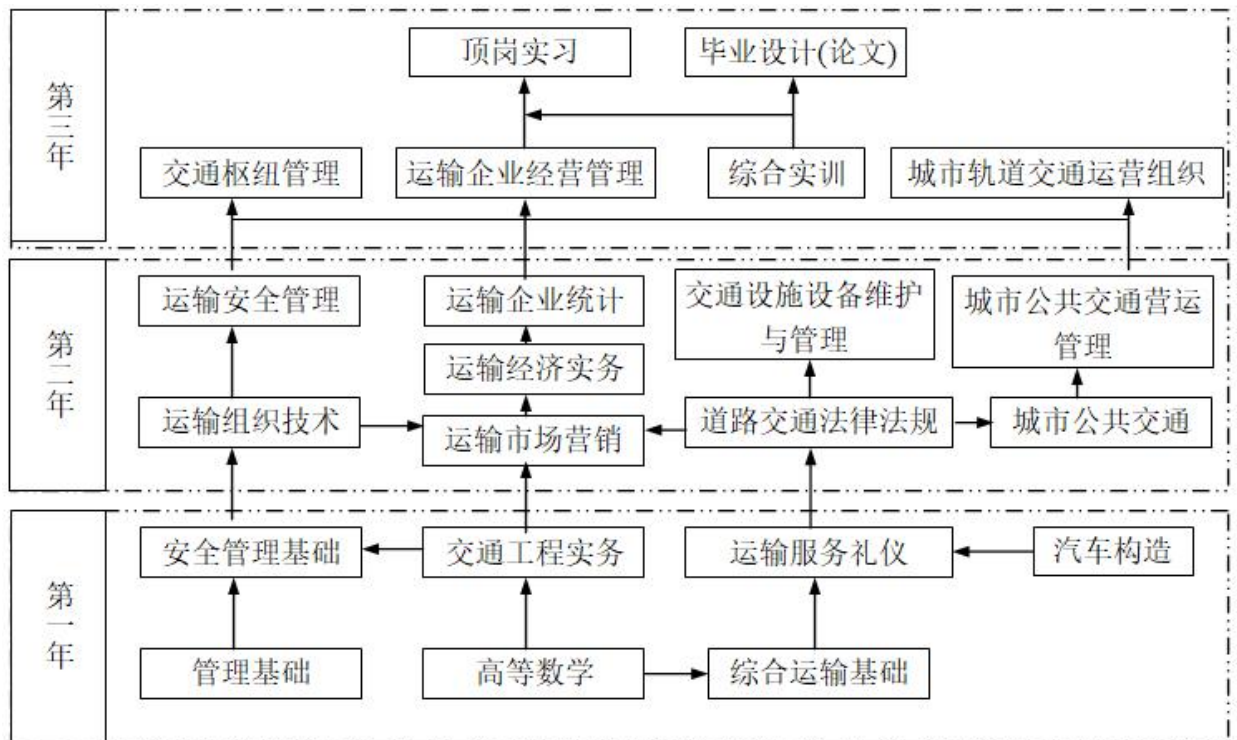 第三年
顶岗实习
毕业设计(论文)
交通枢纽管理
运输企业经营管理
综合实训
城市轨道交通运营组织
第二年
运输安全管理
运输企业统计
交通设施设备维护
与管理
城市公共交通营运
管理
运输经济实务
运输组织技术
运输市场营销
道路交通法律法规
城市公共交通
第一年
安全管理基础
交通工程实务
运输服务礼仪
汽车构造
管理基础
高等数学
综合运输基础